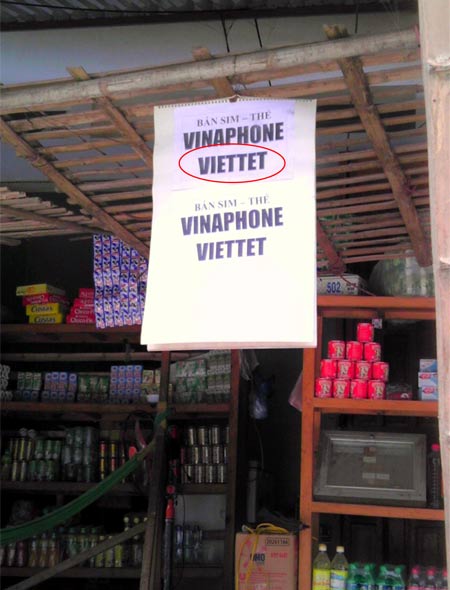 BÁN SIM – THẺ
VINAPHONE
VIETTET
BÁN SIM – THẺ
VINAPHONE
VIETTET
502